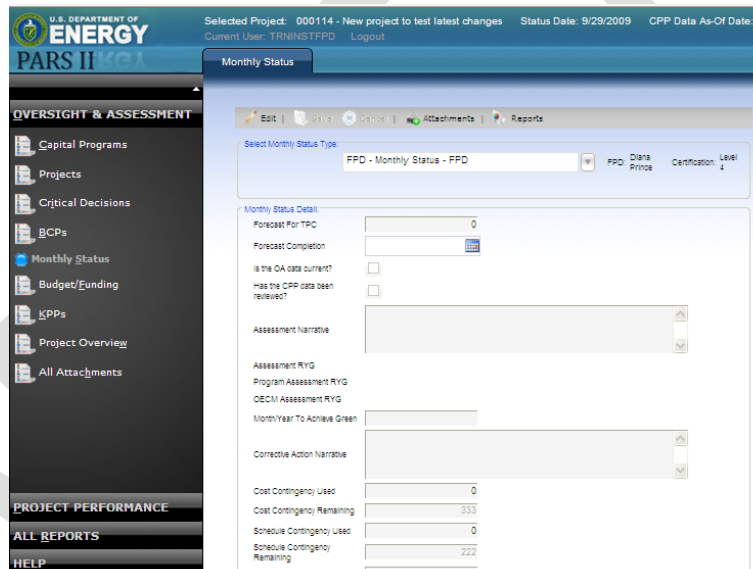 U.S. DEPARTMENT OF
ENERGY
PARS II
Selected Project: 000114 - New project to test latest changes Status Date: 9/29/2009 CPP Data As-Of Date:
Current User: TRNINSTFPD Logout
Monthly Status
OVERSIGHT & ASSESSMENT
Capital Programs
Projects
Critical Decisions
BCPs
Monthly Status
Budget/Funding
KPPs
Project Overview
All Attachments
PROJECT PERFORMANCE
ALL REPORTS
HELP
Edit | Save Cancel | Attachments | Reports
Select Monthly Status Type:
FPD - Monthly Status - FPD
FPD: Diana Prince Certification: Level 4
Monthly Status Detail:
Forecast For TPC 0
Forecast Completion
Is the OA data current?
Has the CPP data been
reviewed?
Assessment Narrative
Assessment RYG
Program Assessment RYG
OECM Assessment RYG
Month/Year To Achieve Green
Corrective Action Narrative
Cost Contingency Used 0
Cost Contingency Remaining 333
Schedule Contingency Used 0
Schedule Contingency
Remaining 222